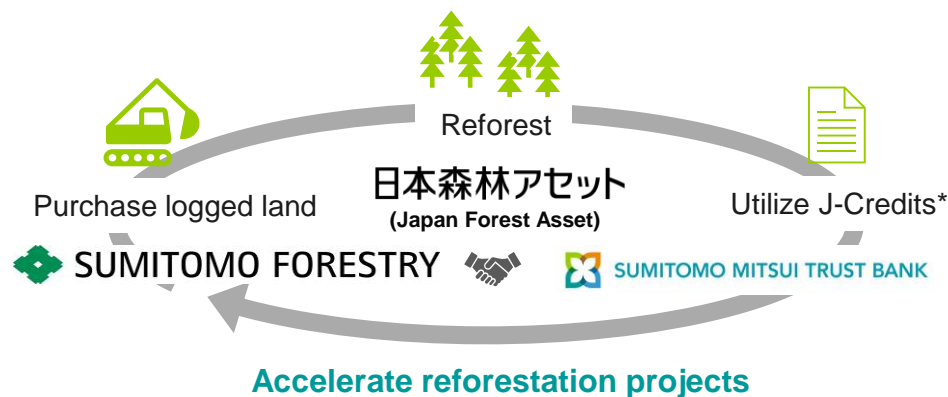 Reforest
Purchase logged land
日本森林アセット
(Japan Forest Asset)
Utilize J-Credits*
SUMITOMO FORESTRY
SUMITOMO MITSUI TRUST BANK
Accelerate reforestation projects